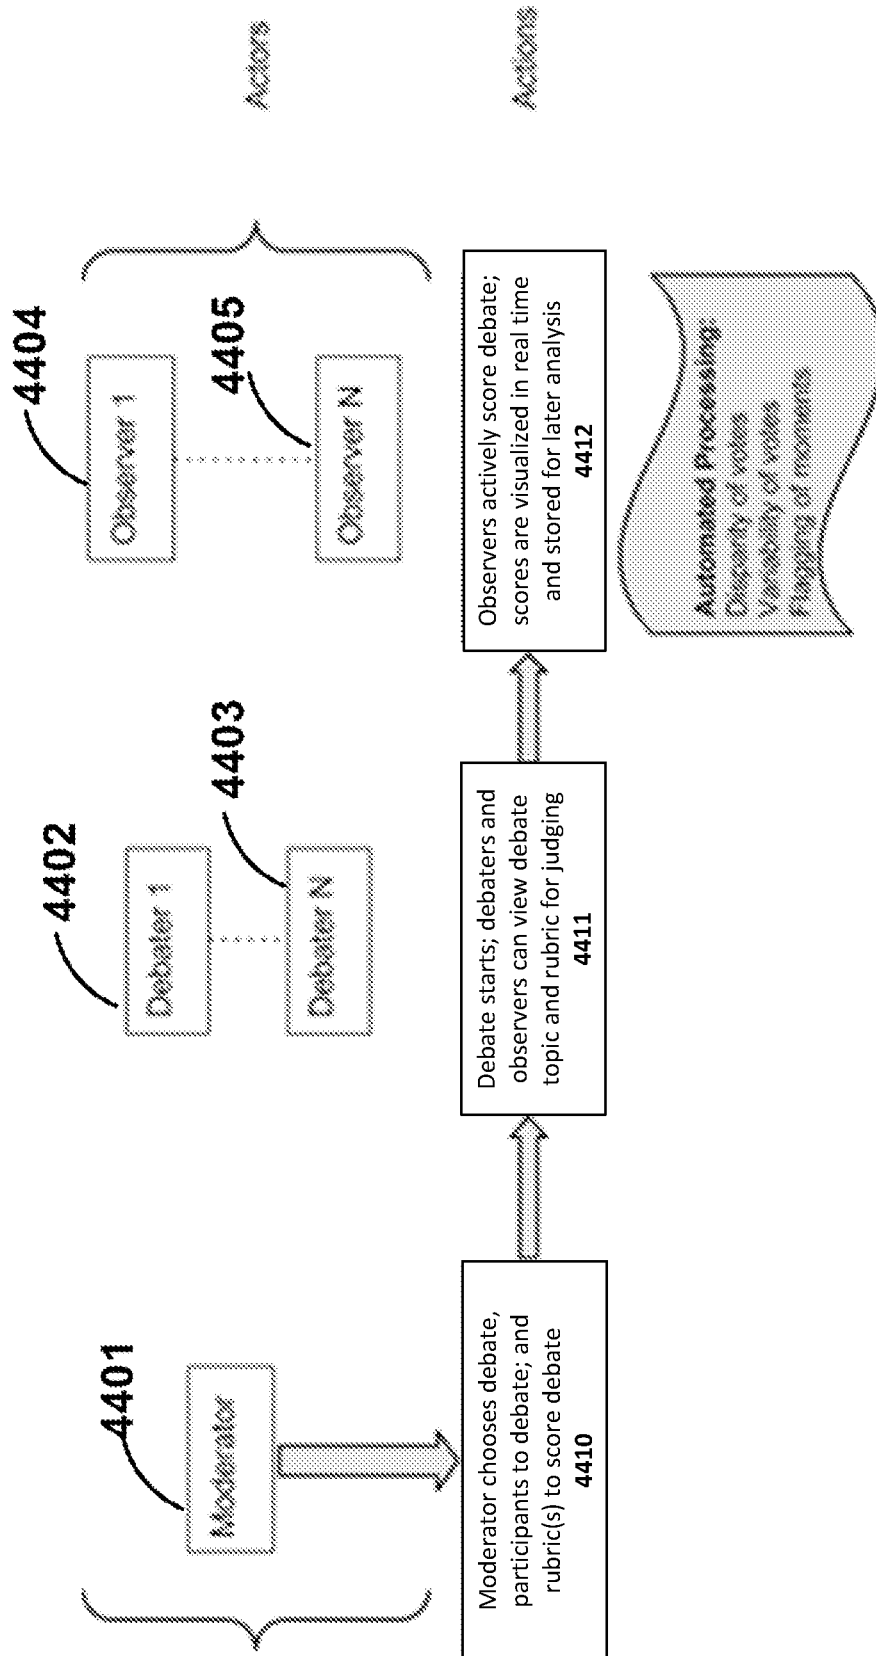 4401
Moderator
4402
Debater 1
4403
Debater N
4404
Observer 1
4405
Observer N
Actors
Moderator chooses debate,
participants to debate; and
rubric(s) to score debate
4410
Debate starts; debaters and
observers can view debate
topic and rubric for judging
4411
Observers actively score debate;
scores are visualized in real time
and stored for later analysis
4412
Actions
Automated Processing:
Disparity of votes
Variability of votes
Flagging of moments